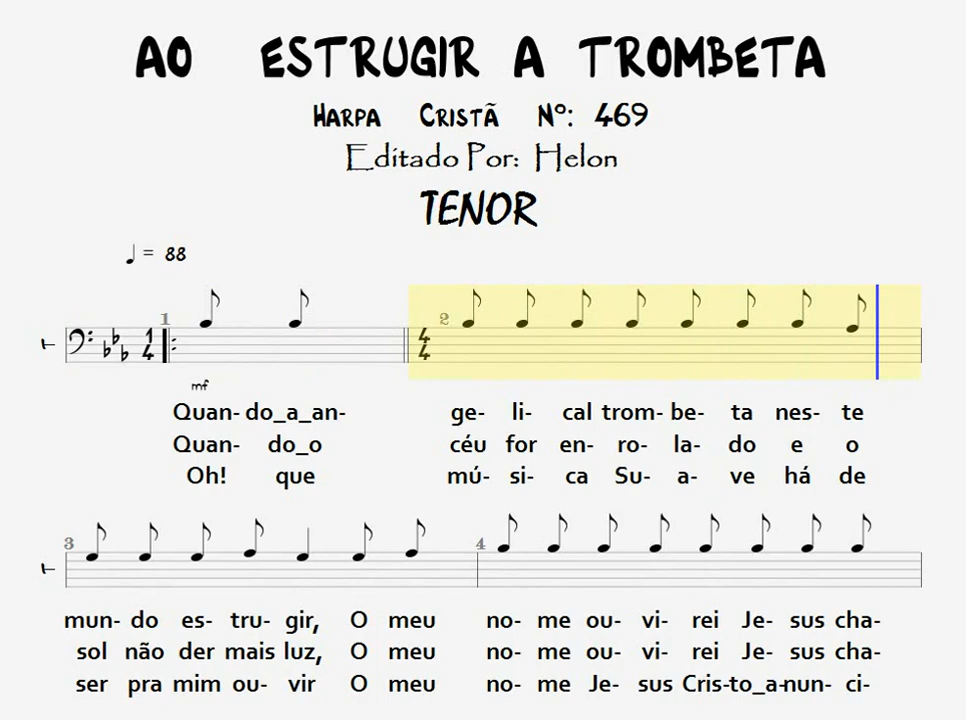 AO ESTRUGIR A TROMBETA
HARPA CRISTÃ Nº: 469
Editado Por: Helon
TENOR
♩ = 88
1
2
T
1
4
4
4
mf
Quan- do_a_an- ge- li- cal trom- be- ta nes- te
Quan- do_o céu for en- ro- la- do e o
Oh! que mú- si- ca Su- a- ve há de
3
4
T
mun- do es- tru- gir, O meu no- me ou- vi- rei Je- sus cha-
sol não der mais luz, O meu no- me ou- vi- rei Je- sus cha-
ser pra mim ou- vir O meu no- me Je- sus Cris-to_a-nun- ci-